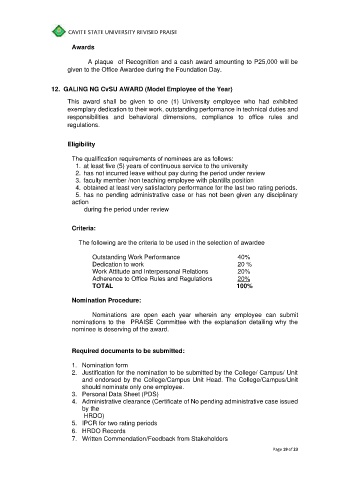 CAVITE STATE UNIVERSITY REVISED PRAISE
Awards
A plaque of Recognition and a cash award amounting to P25,000 will be
given to the Office Awardee during the Foundation Day.
12. GALING NG CvSU AWARD (Model Employee of the Year)
This award shall be given to one (1) University employee who had exhibited
exemplary dedication to their work, outstanding performance in technical duties and
responsibilities and behavioral dimensions, compliance to office rules and
regulations.
Eligibility
The qualification requirements of nominees are as follows:
1. at least five (5) years of continuous service to the university
2. has not incurred leave without pay during the period under review
3. faculty member /non teaching employee with plantilla position
4. obtained at least very satisfactory performance for the last two rating periods.
5. has no pending administrative case or has not been given any disciplinary
action
during the period under review
Criteria:
The following are the criteria to be used in the selection of awardee
Outstanding Work Performance 40%
Dedication to work 20 %
Work Attitude and Interpersonal Relations 20%
Adherence to Office Rules and Regulations 20%
TOTAL 100%
Nomination Procedure:
Nominations are open each year wherein any employee can submit
nominations to the PRAISE Committee with the explanation detailing why the
nominee is deserving of the award.
Required documents to be submitted:
1. Nomination form
2. Justification for the nomination to be submitted by the College/ Campus/ Unit
and endorsed by the College/Campus Unit Head. The College/Campus/Unit
should nominate only one employee.
3. Personal Data Sheet (PDS)
4. Administrative clearance (Certificate of No pending administrative case issued
by the
HRDO)
5. IPCR for two rating periods
6. HRDO Records
7. Written Commendation/Feedback from Stakeholders
Page 19 of 23